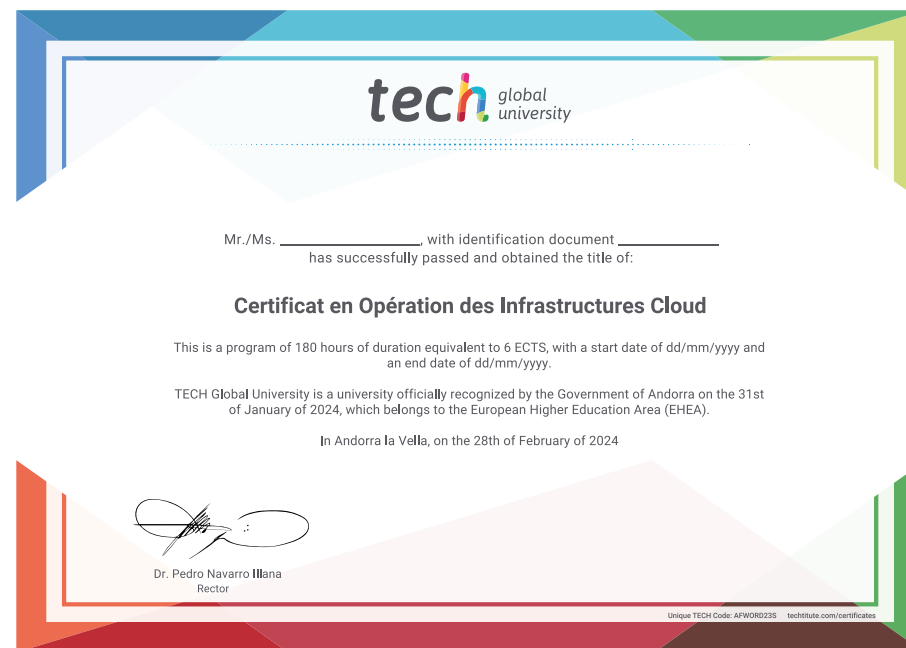 tech global university
Mr./Ms. ____________, with identification document ____________
has successfully passed and obtained the title of:
Certificat en Opération des Infrastructures Cloud
This is a program of 180 hours of duration equivalent to 6 ECTS, with a start date of dd/mm/yyyy and
an end date of dd/mm/yyyy.
TECH Global University is a university officially recognized by the Government of Andorra on the 31st
of January of 2024, which belongs to the European Higher Education Area (EHEA).
In Andorra la Vella, on the 28th of February of 2024
Dr. Pedro Navarro Illana
Rector
Unique TECH Code: AFWORD23S techtitute.com/certificates